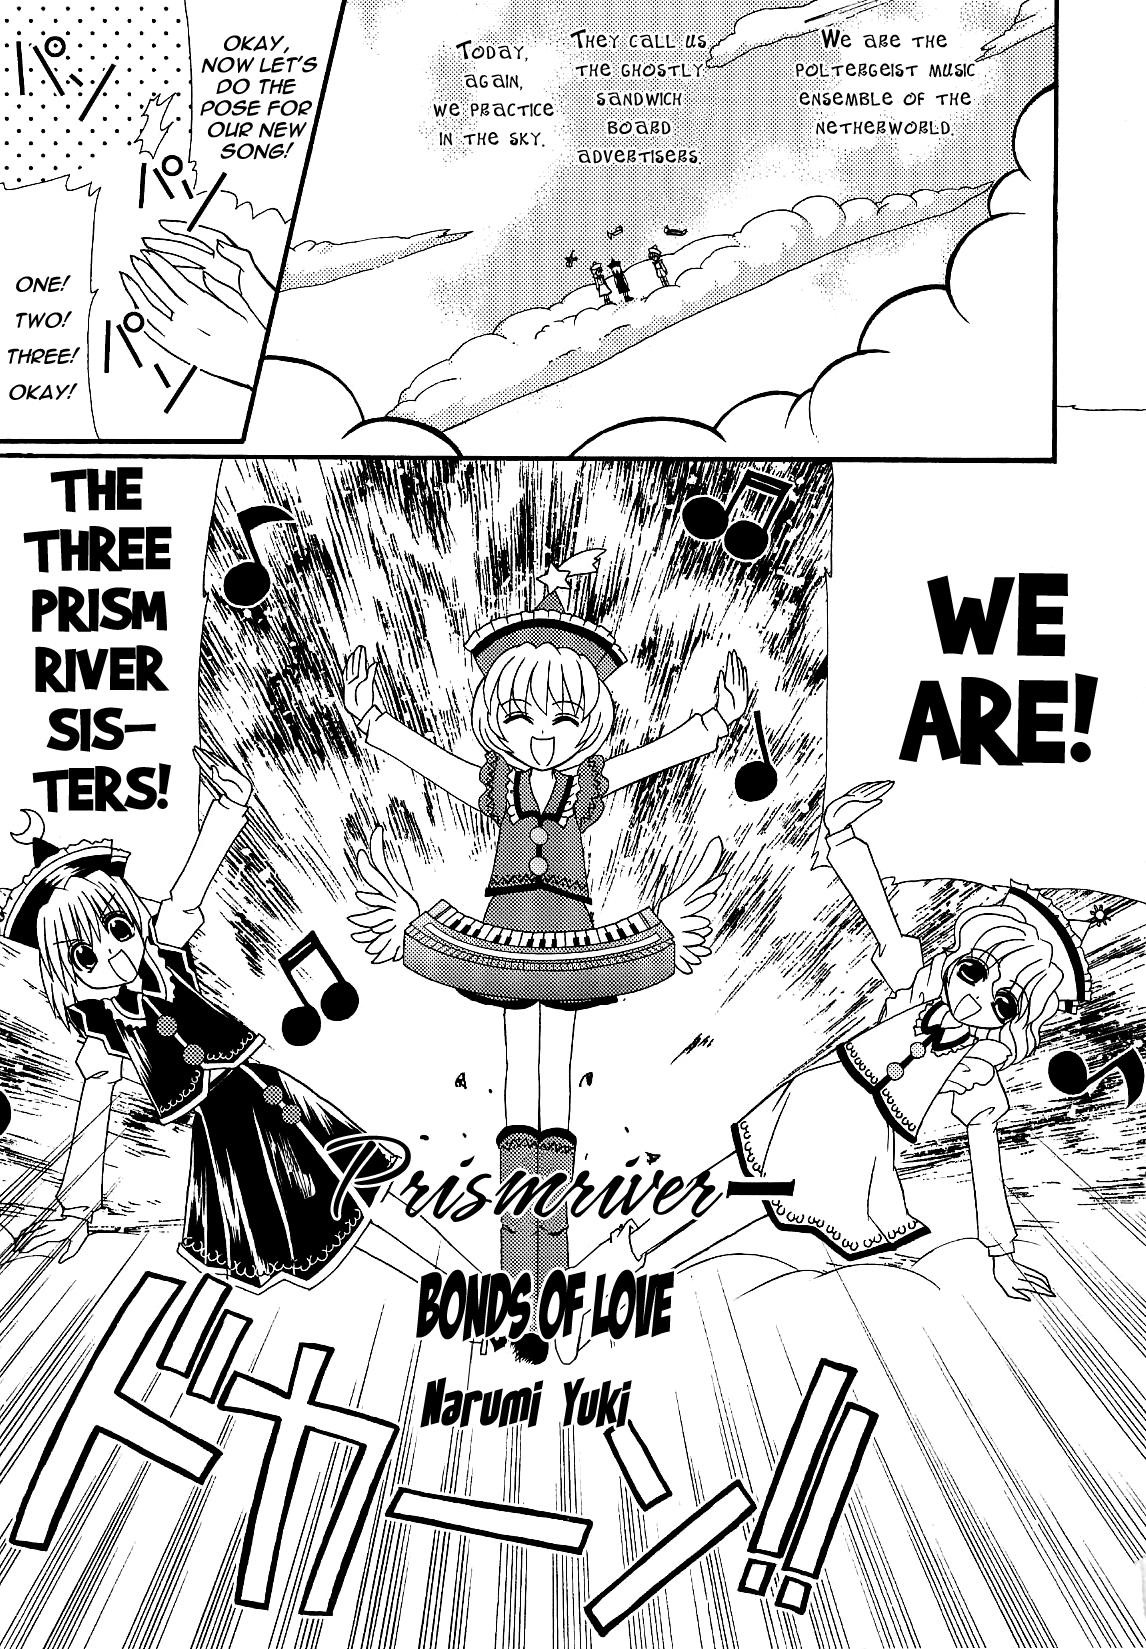 WE ARE THE
POLTERGEIST MUSIC
ENSEMBLE OF THE
NETHERWORLD.
THEY CALL US
THE GHOSTLY
SANDWICH
BOARD
ADVERTISERS.
TODAY,
AGAIN,
WE PRACTICE
IN THE SKY.
OKAY,
NOW LET'S
DO THE
POSE FOR
OUR NEW
SONG!
パン
パン
パン
ONE!
TWO!
THREE!
OKAY!
WE
ARE!
THE
THREE
PRISM
RIVER
SIS-
TERS!
Prismriver
BONDS OF LOVE
Narumi Yuki
ドカーン!!